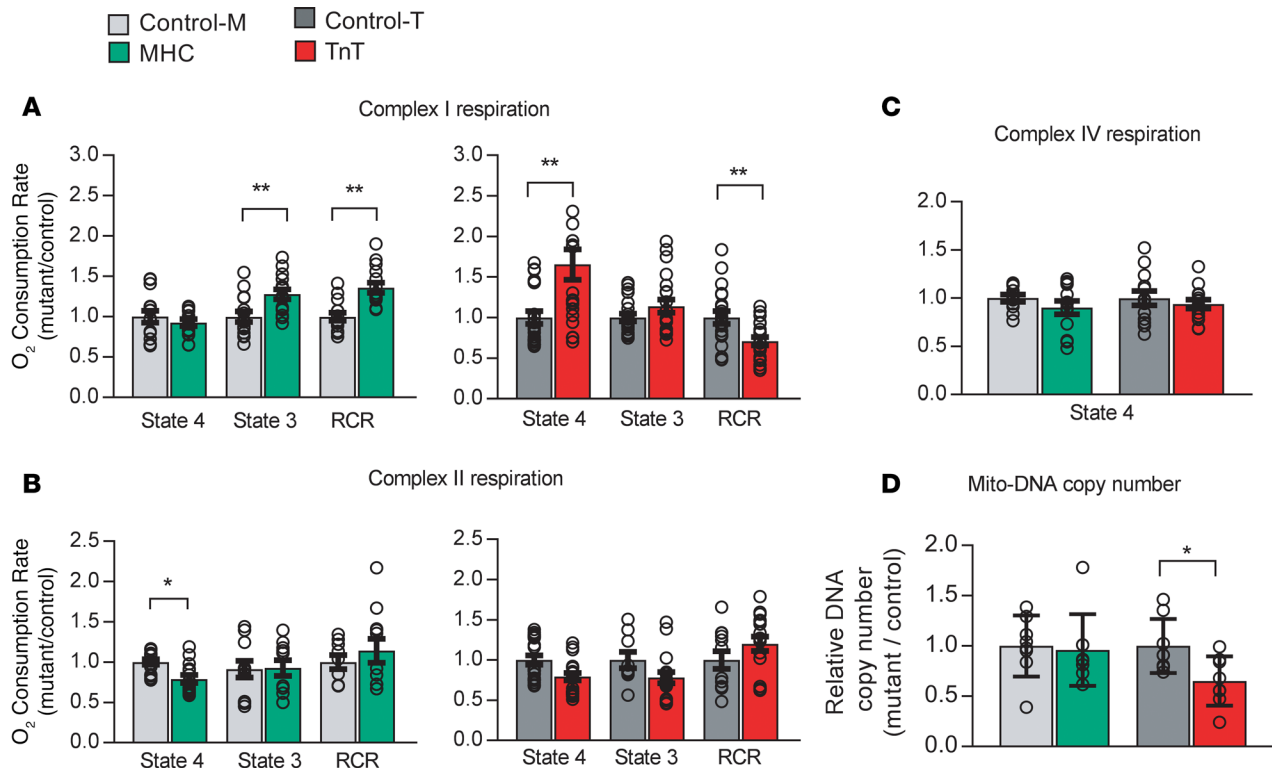 Control-M
MHC
Control-T
TnT
A
Complex I respiration
O2 Consumption Rate
(mutant/control)
3.0
2.5
2.0
1.5
1.0
0.5
0.0
**
**
State 4
State 3
RCR
3.0
2.5
2.0
1.5
1.0
0.5
0.0
**
**
State 4
State 3
RCR
C
Complex IV respiration
2.0
1.5
1.0
0.5
0.0
State 4
B
Complex II respiration
O2 Consumption Rate
(mutant/control)
2.5
2.0
1.5
1.0
0.5
0.0
*
State 4
State 3
RCR
2.5
2.0
1.5
1.0
0.5
0.0
State 4
State 3
RCR
D
Mito-DNA copy number
Relative DNA
copy number
(mutant / control)
2.0
1.5
1.0
0.5
0.0
*